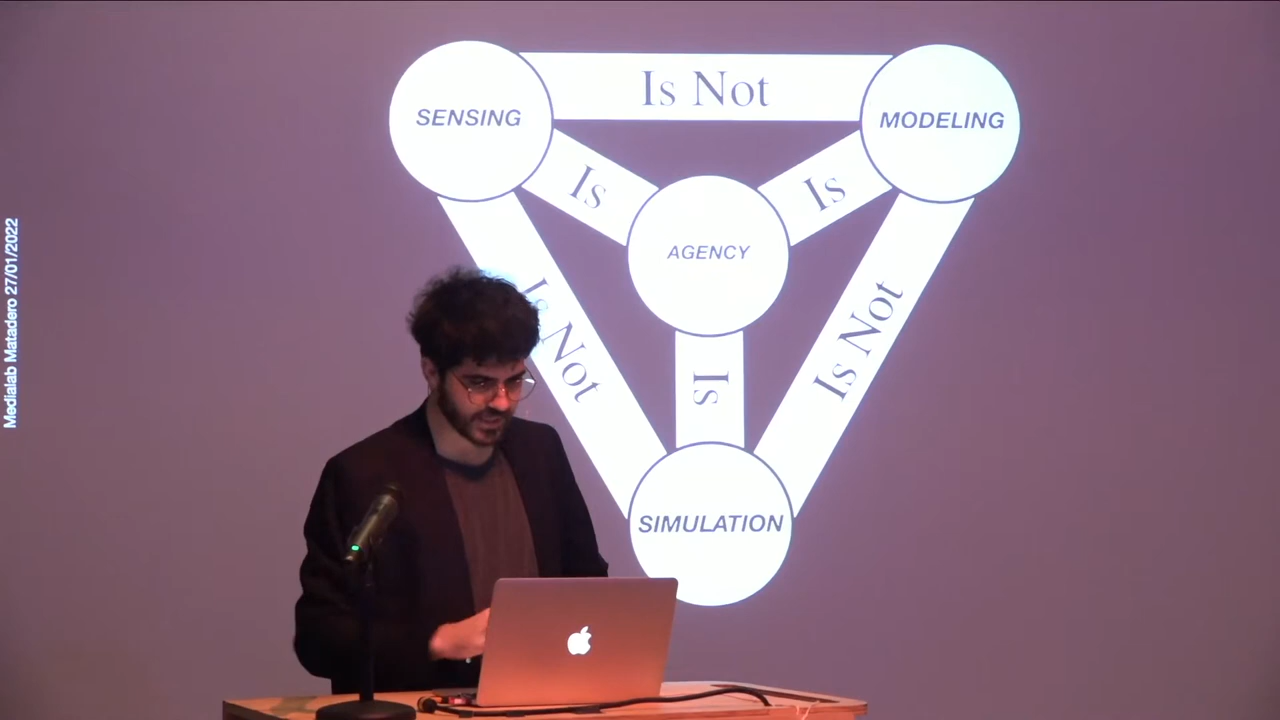 Is Not
SENSING
MODELING
Is
Is
AGENCY
Is Not
Is Not
Is
SIMULATION
Medialab Matadero 27/01/2022